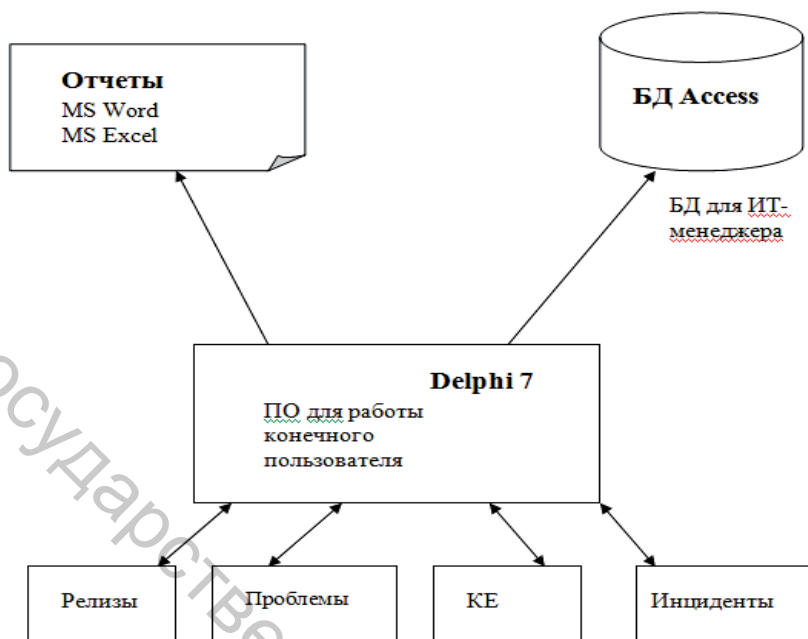 Отчеты
MS Word
MS Excel
БД Access
БД для ИТ-
менеджера
Delphi 7
ПО для работы
конечного
пользователя
Релизы
Проблемы
КЕ
Инциденты